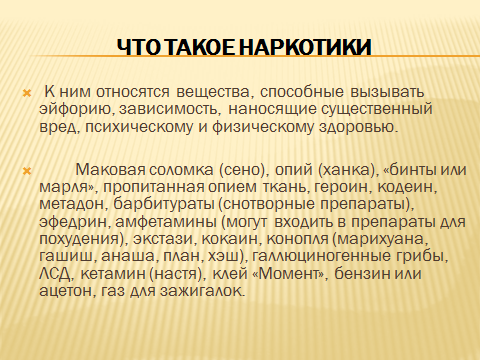 ЧТО ТАКОЕ НАРКОТИКИ
К ним относятся вещества, способные вызывать
эйфорию, зависимость, наносящие существенный
вред, психическому и физическому здоровью.
Маковая соломка (сено), опий (ханка), «бинты или
марля», пропитанная опием ткань, героин, кодеин,
метадон, барбитураты (снотворные препараты),
эфедрин, амфетамины (могут входить в препараты для
похудения), экстази, кокаин, конопля (марихуана,
гашиш, анаша, план, хэш), галлюциногенные грибы,
ЛСД, кетамин (настя), клей «Момент», бензин или
ацетон, газ для зажигалок.